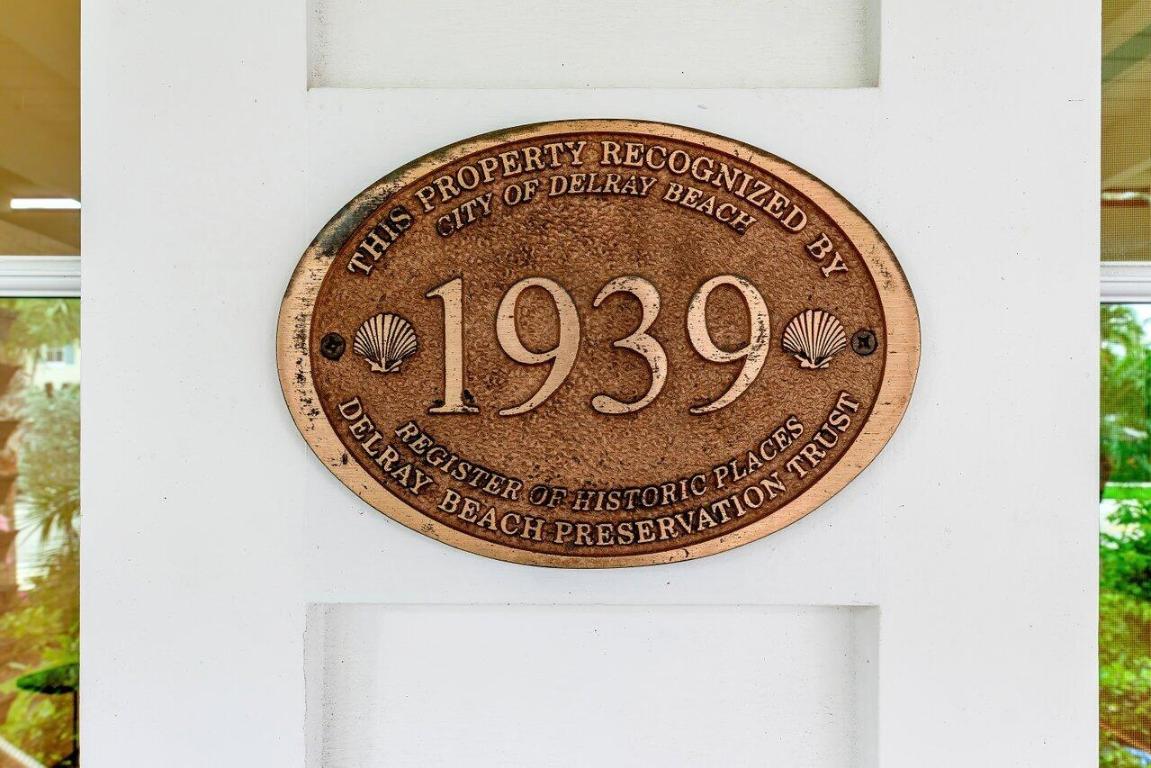 THIS PROPERTY RECOGNIZED BY
CITY OF DELRAY BEACH
1939
REGISTER OF HISTORIC PLACES
DELRAY BEACH PRESERVATION TRUST